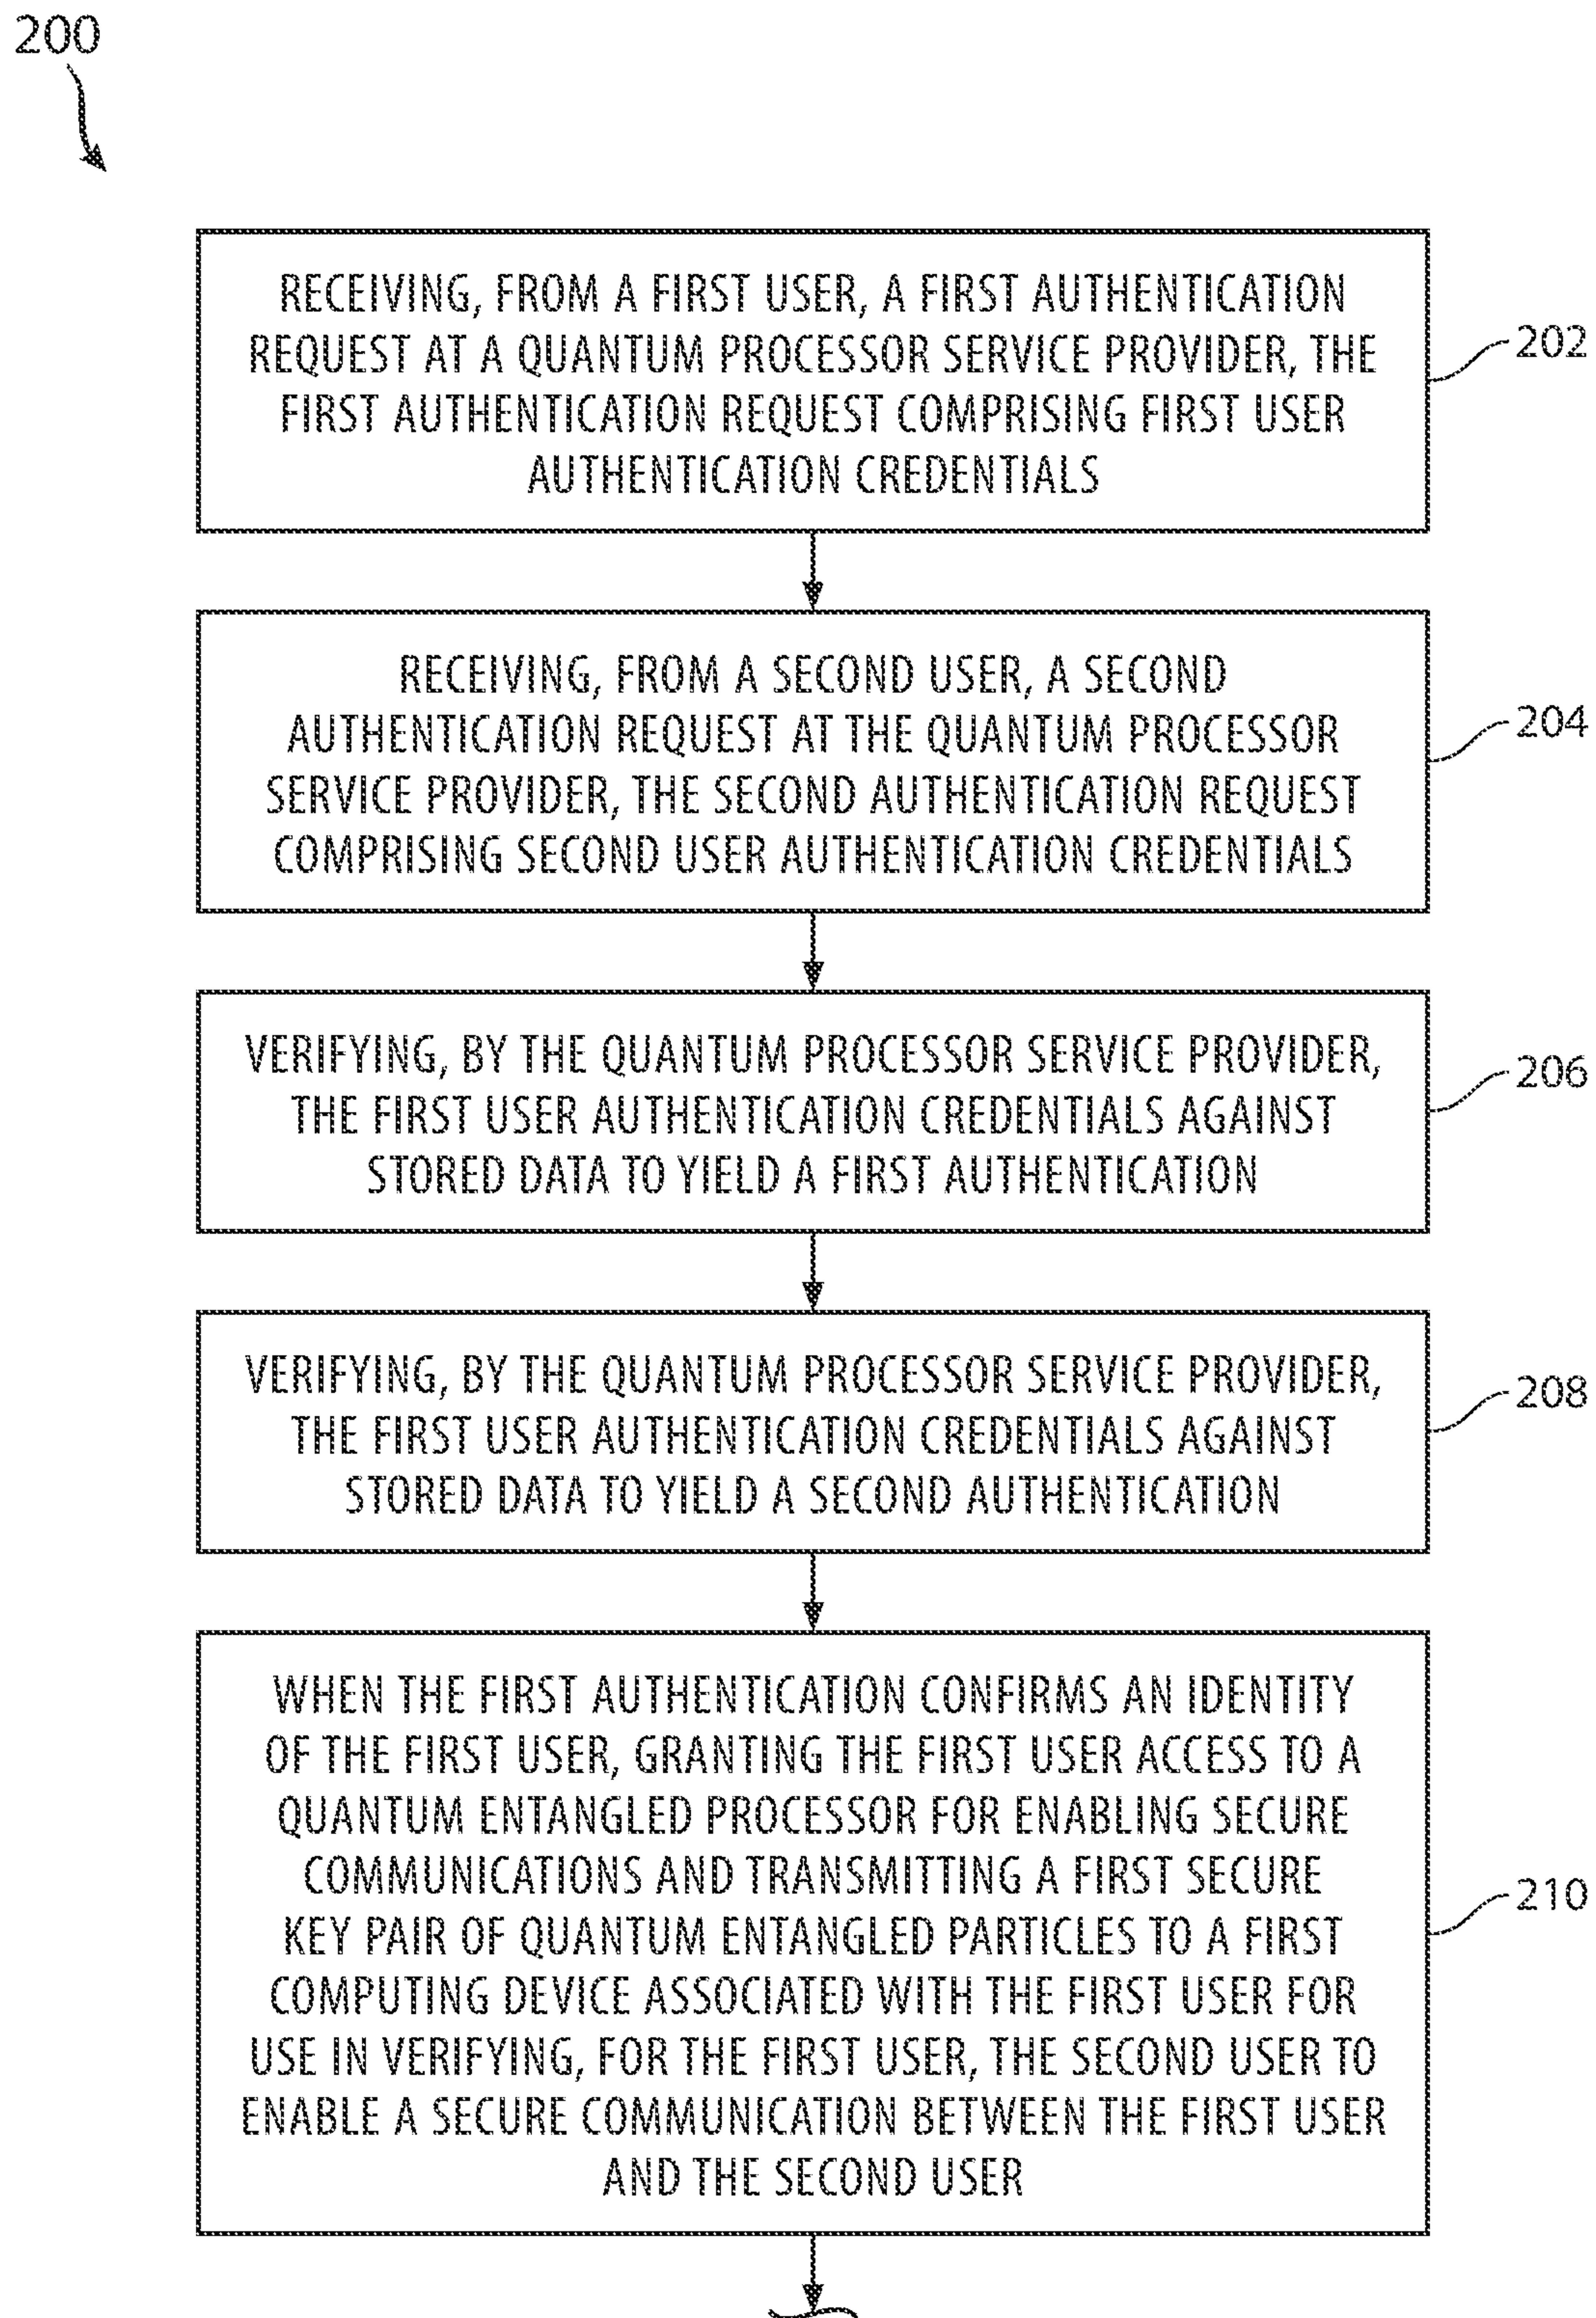 200
RECEIVING, FROM A FIRST USER, A FIRST AUTHENTICATION
REQUEST AT A QUANTUM PROCESSOR SERVICE PROVIDER, THE
FIRST AUTHENTICATION REQUEST COMPRISING FIRST USER
AUTHENTICATION CREDENTIALS
202
RECEIVING, FROM A SECOND USER, A SECOND
AUTHENTICATION REQUEST AT THE QUANTUM PROCESSOR
SERVICE PROVIDER, THE SECOND AUTHENTICATION REQUEST
COMPRISING SECOND USER AUTHENTICATION CREDENTIALS
204
VERIFYING, BY THE QUANTUM PROCESSOR SERVICE PROVIDER,
THE FIRST USER AUTHENTICATION CREDENTIALS AGAINST
STORED DATA TO YIELD A FIRST AUTHENTICATION
206
VERIFYING, BY THE QUANTUM PROCESSOR SERVICE PROVIDER,
THE FIRST USER AUTHENTICATION CREDENTIALS AGAINST
STORED DATA TO YIELD A SECOND AUTHENTICATION
208
WHEN THE FIRST AUTHENTICATION CONFIRMS AN IDENTITY
OF THE FIRST USER, GRANTING THE FIRST USER ACCESS TO A
QUANTUM ENTANGLED PROCESSOR FOR ENABLING SECURE
COMMUNICATIONS AND TRANSMITTING A FIRST SECURE
KEY PAIR OF QUANTUM ENTANGLED PARTICLES TO A FIRST
COMPUTING DEVICE ASSOCIATED WITH THE FIRST USER FOR
USE IN VERIFYING, FOR THE FIRST USER, THE SECOND USER TO
ENABLE A SECURE COMMUNICATION BETWEEN THE FIRST USER
AND THE SECOND USER
210